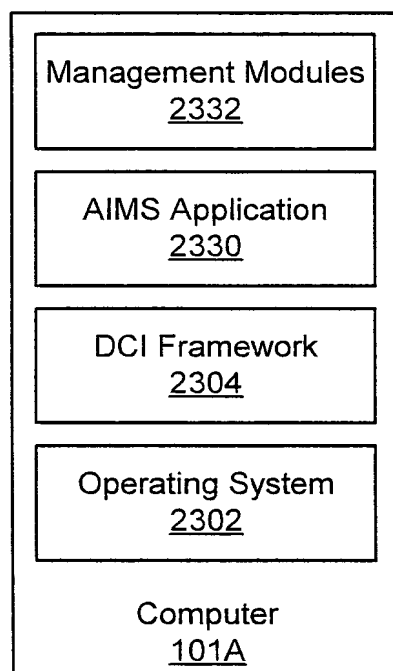 Management Modules
2332
AIMS Application
2330
DCI Framework
2304
Operating System
2302
Computer
101A